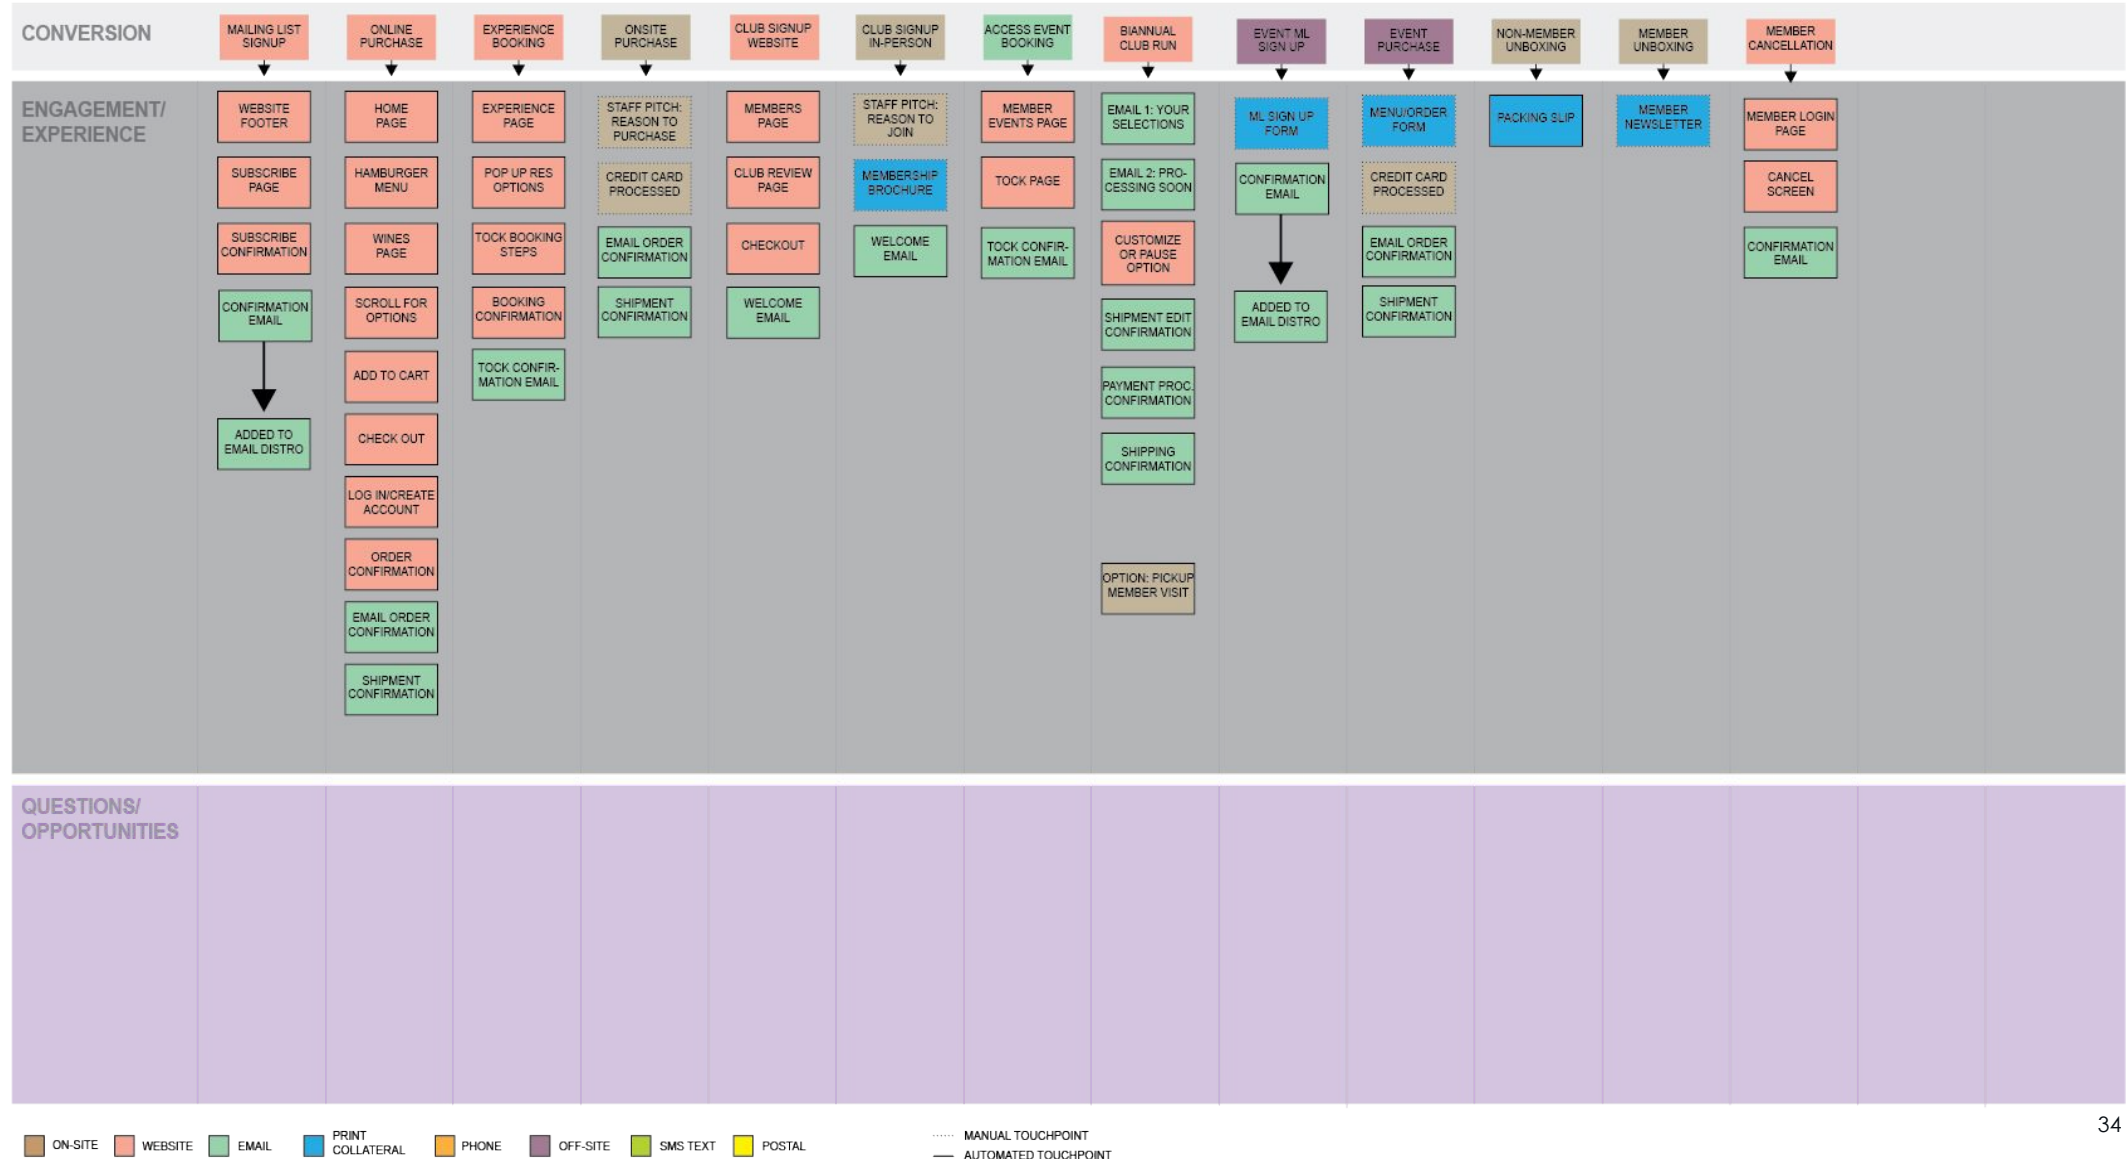 CONVERSION
MAILING LIST
SIGNUP
ONLINE
PURCHASE
EXPERIENCE
BOOKING
ONSITE
PURCHASE
CLUB SIGNUP
WEBSITE
CLUB SIGNUP
IN-PERSON
ACCESS EVENT
BOOKING
BIANNUAL
CLUB RUN
EVENT ML
SIGN UP
EVENT
PURCHASE
NON-MEMBER
UNBOXING
MEMBER
UNBOXING
MEMBER
CANCELLATION
ENGAGEMENT/
EXPERIENCE
WEBSITE
FOOTER
SUBSCRIBE
PAGE
SUBSCRIBE
CONFIRMATION
CONFIRMATION
EMAIL
ADDED TO
EMAIL DISTRO
HOME
PAGE
HAMBURGER
MENU
WINES
PAGE
SCROLL FOR
OPTIONS
ADD TO CART
CHECK OUT
LOG IN/CREATE
ACCOUNT
ORDER
CONFIRMATION
EMAIL ORDER
CONFIRMATION
SHIPMENT
CONFIRMATION
EXPERIENCE
PAGE
POP UP RES
OPTIONS
TOCK BOOKING
STEPS
BOOKING
CONFIRMATION
TOCK CONFIR-
MATION EMAIL
STAFF PITCH:
REASON TO
PURCHASE
CREDIT CARD
PROCESSED
EMAIL ORDER
CONFIRMATION
SHIPMENT
CONFIRMATION
MEMBERS
PAGE
CLUB REVIEW
PAGE
CHECKOUT
WELCOME
EMAIL
STAFF PITCH:
REASON TO
JOIN
MEMBERSHIP
BROCHURE
WELCOME
EMAIL
MEMBER
EVENTS PAGE
TOCK PAGE
TOCK CONFIR-
MATION EMAIL
EMAIL 1: YOUR
SELECTIONS
EMAIL 2: PRO-
CESSING SOON
CUSTOMIZE
OR PAUSE
OPTION
SHIPMENT EDIT
CONFIRMATION
PAYMENT PROC.
CONFIRMATION
SHIPPING
CONFIRMATION
OPTION: PICKUP
MEMBER VISIT
ML SIGN UP
FORM
CONFIRMATION
EMAIL
ADDED TO
EMAIL DISTRO
MENU/ORDER
FORM
CREDIT CARD
PROCESSED
EMAIL ORDER
CONFIRMATION
SHIPMENT
CONFIRMATION
PACKING SLIP
MEMBER
NEWSLETTER
MEMBER LOGIN
PAGE
CANCEL
SCREEN
CONFIRMATION
EMAIL
QUESTIONS/
OPPORTUNITIES
ON-SITE
WEBSITE
EMAIL
PRINT
COLLATERAL
PHONE
OFF-SITE
SMS TEXT
POSTAL
MANUAL TOUCHPOINT
AUTOMATED TOUCHPOINT
34